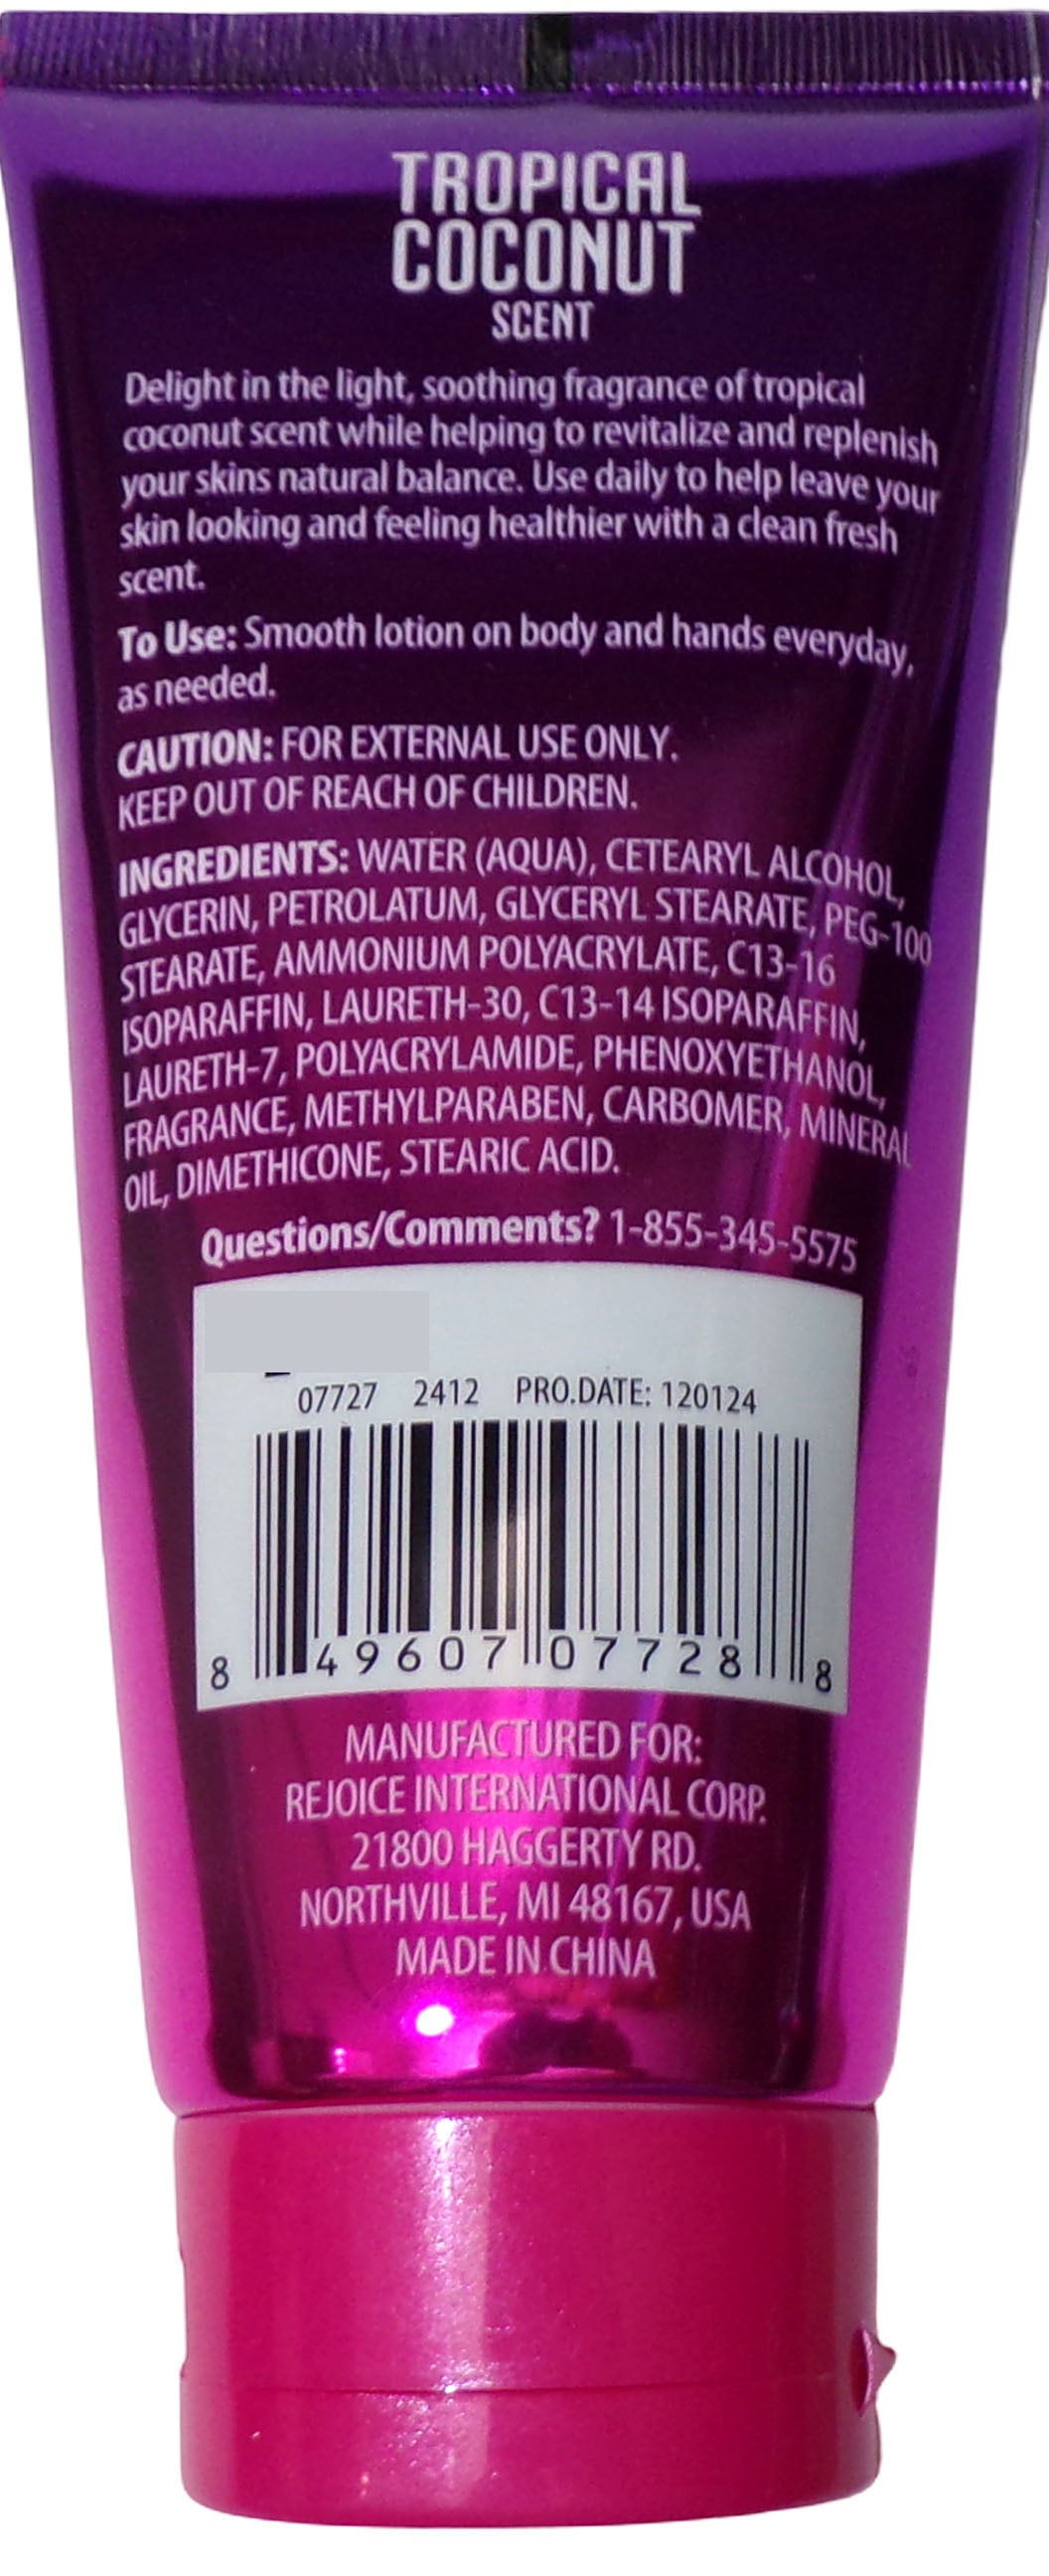 TROPICAL
COCONUT
SCENT
Delight in the light, soothing fragrance of tropical
coconut scent while helping to revitalize and replenish
your skins natural balance. Use daily to help leave your
skin looking and feeling healthier with a clean fresh
scent.
To Use: Smooth lotion on body and hands everyday,
as needed.
CAUTION: FOR EXTERNAL USE ONLY.
KEEP OUT OF REACH OF CHILDREN.
INGREDIENTS: WATER (AQUA), CETEARYL ALCOHOL,
GLYCERIN, PETROLATUM, GLYCERYL STEARATE, PEG-100
STEARATE, AMMONIUM POLYACRYLATE, C13-16
ISOPARAFFIN, LAURETH-30, C13-14 ISOPARAFFIN,
LAURETH-7, POLYACRYLAMIDE, PHENOXYETHANOL,
FRAGRANCE, METHYLPARABEN, CARBOMER, MINERAL
OIL, DIMETHICONE, STEARIC ACID.
Questions/Comments? 1-855-345-5575
07727 2412 PRO.DATE: 120124
8 49607 07728 8
MANUFACTURED FOR:
REJOICE INTERNATIONAL CORP.
21800 HAGGERTY RD.
NORTHVILLE, MI 48167, USA
MADE IN CHINA